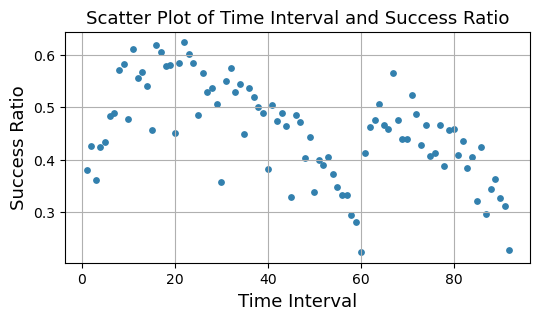 Scatter Plot of Time Interval and Success Ratio
Success Ratio
0.6
0.5
0.4
0.3
0 20 40 60 80
Time Interval